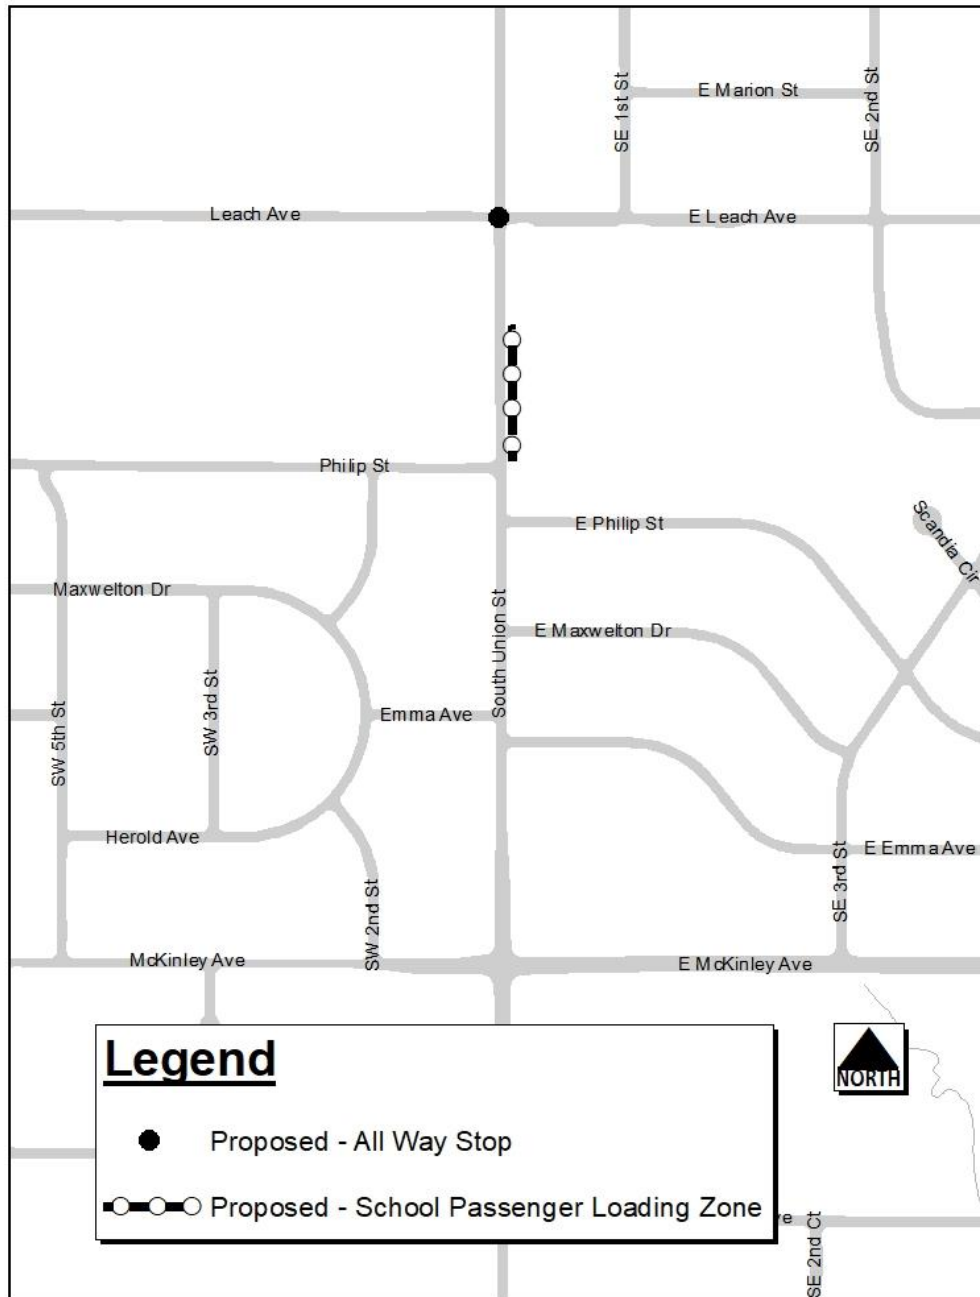 SE 1st St
E Marion St
SE 2nd St
Leach Ave
E Leach Ave
Philip St
E Philip St
Scandia Cir
Maxwelton Dr
South Union St
E Maxwelton Dr
SW 3rd St
Emma Ave
SW 5th St
Herold Ave
E Emma Ave
SE 3rd St
SW 2nd St
McKinley Ave
E McKinley Ave
Legend
NORTH
Proposed - All Way Stop
Proposed - School Passenger Loading Zone
SE 2nd Ct